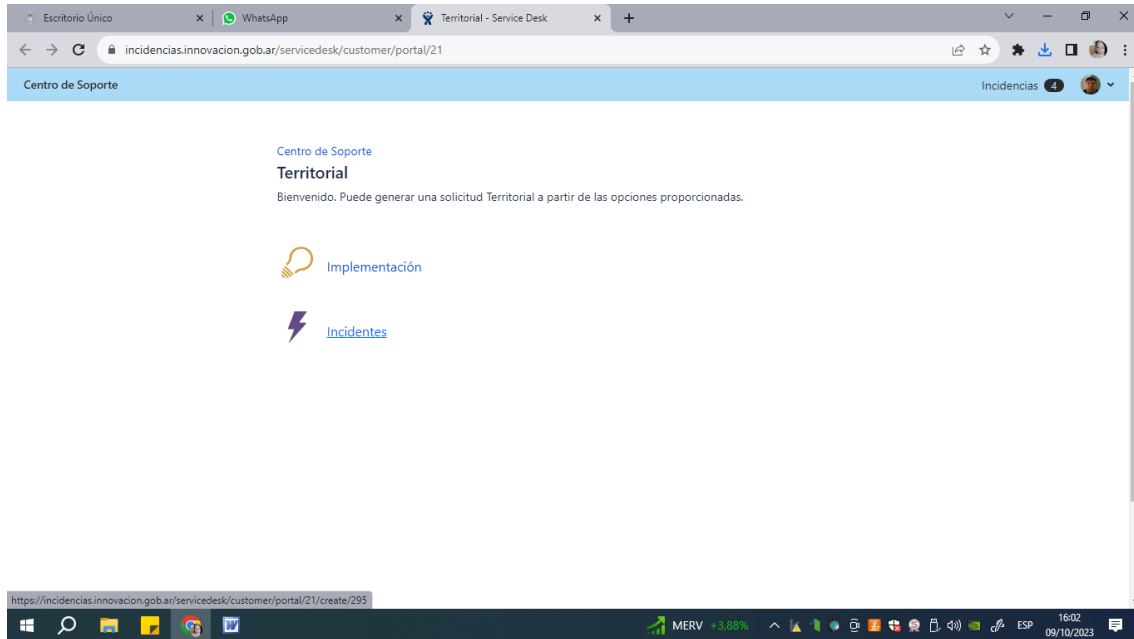 Escritorio Único
WhatsApp
Territorial - Service Desk
incidencias.innovacion.gob.ar/servicedesk/customer/portal/21
Centro de Soporte
Incidencias 4
Centro de Soporte
Territorial
Bienvenido. Puede generar una solicitud Territorial a partir de las opciones proporcionadas.
Implementación
Incidentes
https://incidencias.innovacion.gob.ar/servicedesk/customer/portal/21/create/295
MERV +3,88%
ESP
16:02
09/10/2023